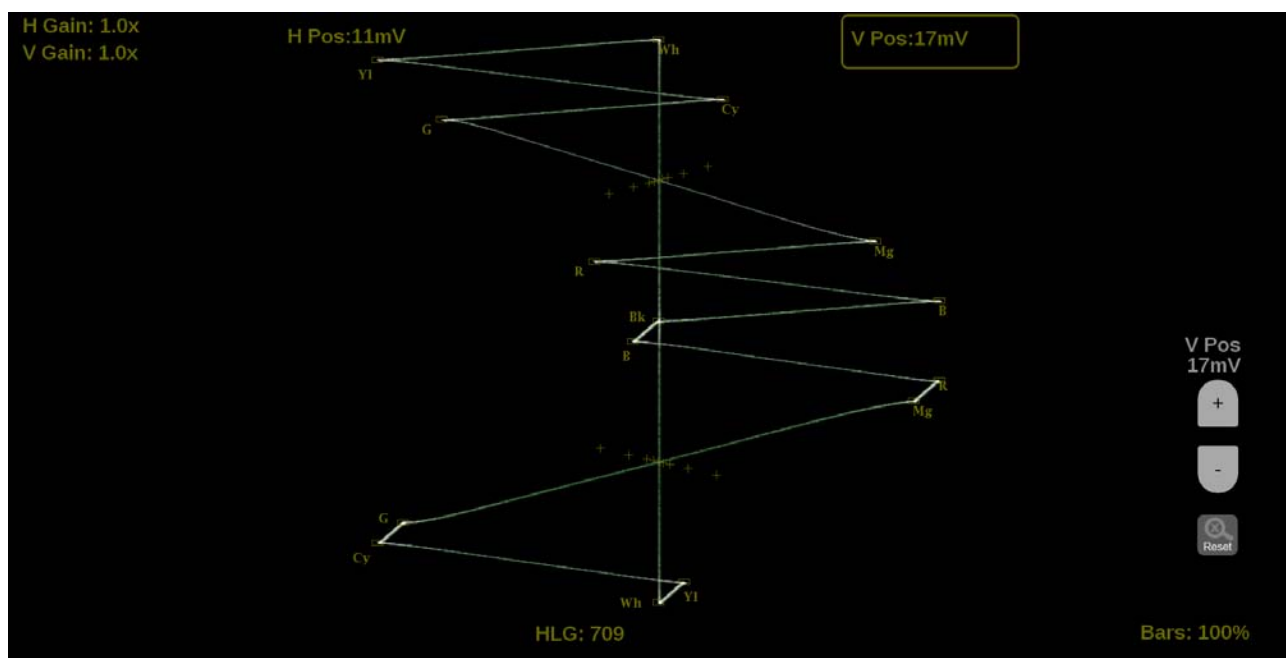 H Gain: 1.0x
V Gain: 1.0x
H Pos:11mV
V Pos:17mV
Wh
Yl
Cy
G
Mg
R
B
Bk
B
R
Mg
G
Cy
Yl
Wh
V Pos
17mV
+
-
Reset
HLG: 709
Bars: 100%